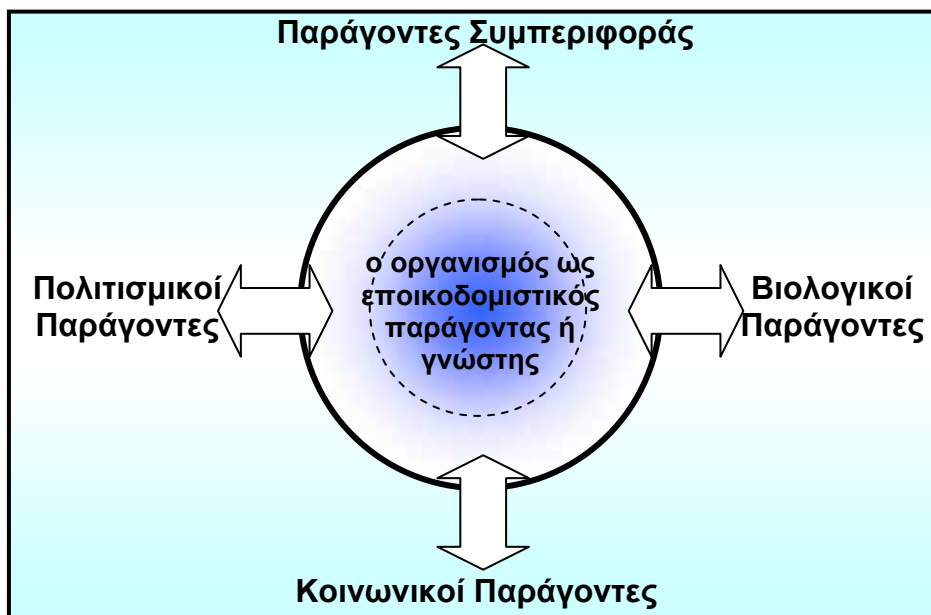 Παράγοντες Συμπεριφοράς
Πολιτισμικοί
Παράγοντες
ο οργανισμός ως
εποικοδομιστικός
παράγοντας ή
γνώστης
Βιολογικοί
Παράγοντες
Κοινωνικοί Παράγοντες